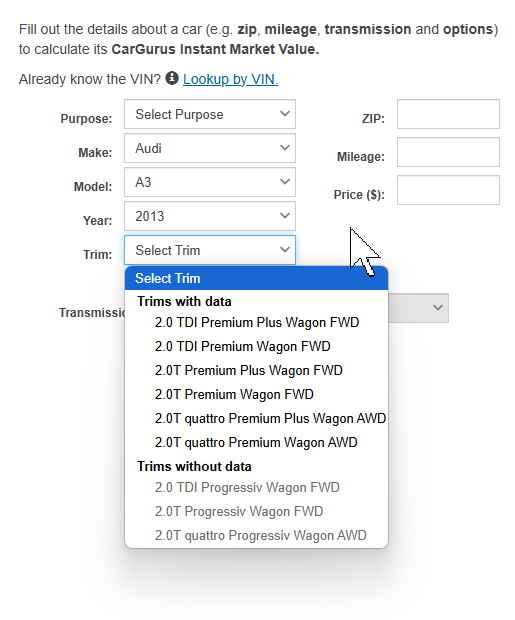 Fill out the details about a car (e.g. zip, mileage, transmission and options)
to calculate its CarGurus Instant Market Value.
Already know the VIN? Lookup by VIN.
Purpose: Select Purpose
ZIP:
Make: Audi
Mileage:
Model: A3
Price ($):
Year: 2013
Trim: Select Trim
Select Trim
Trims with data
2.0 TDI Premium Plus Wagon FWD
2.0 TDI Premium Wagon FWD
2.0T Premium Plus Wagon FWD
2.0T Premium Wagon FWD
2.0T quattro Premium Plus Wagon AWD
2.0T quattro Premium Wagon AWD
Trims without data
2.0 TDI Progressiv Wagon FWD
2.0T Progressiv Wagon FWD
2.0T quattro Progressiv Wagon AWD
Transmissio